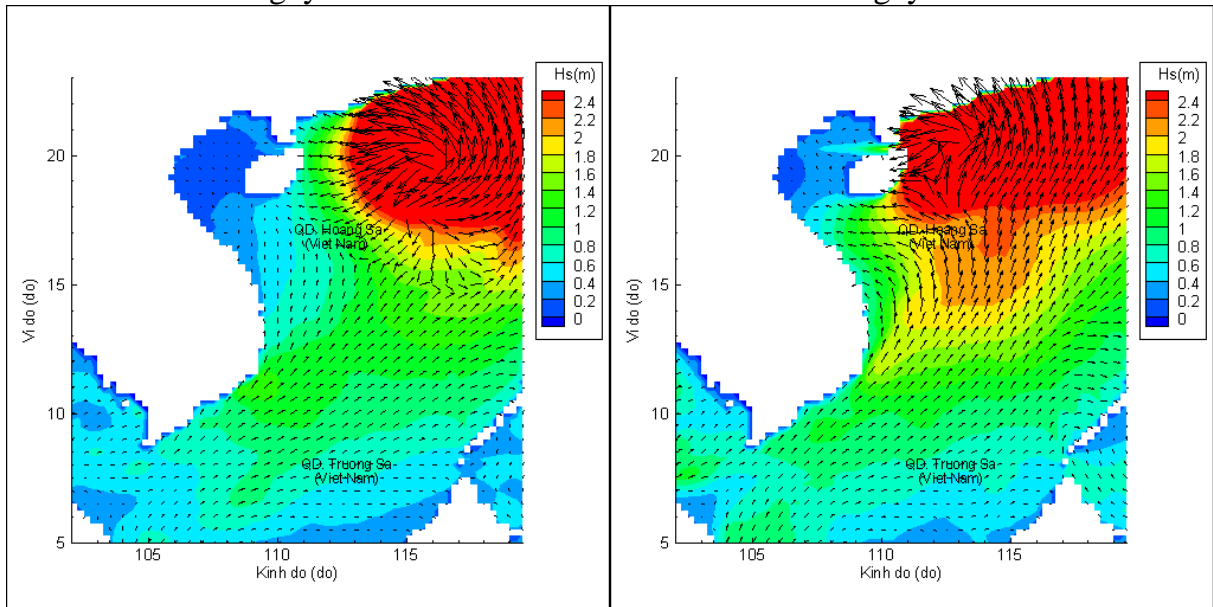 Hs(m)
2.4
2.2
2
1.8
1.6
1.4
1.2
1
0.8
0.6
0.4
0.2
0
20
15
10
5
Vi do (do)
QD. Hoang Sa
(Viet Nam)
QD. Truong Sa
(Viet Nam)
105 110 115
Kinh do (do)
Hs(m)
2.4
2.2
2
1.8
1.6
1.4
1.2
1
0.8
0.6
0.4
0.2
0
20
15
10
5
Vi do (do)
QD. Hoang Sa
(Viet Nam)
QD. Truong Sa
(Viet Nam)
105 110 115
Kinh do (do)